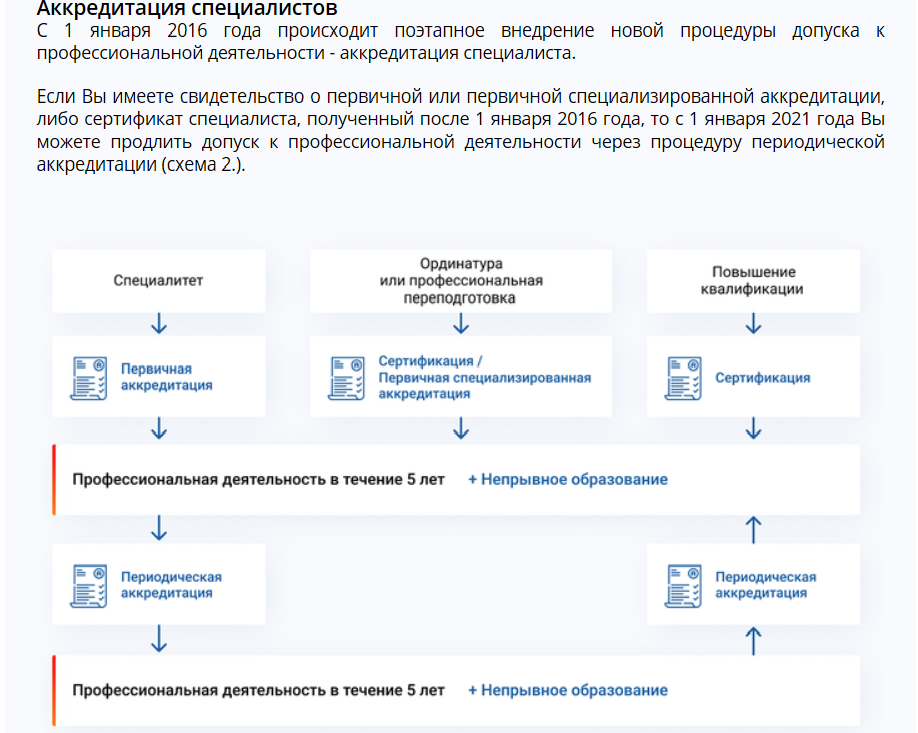 Аккредитация специалистов
С 1 января 2016 года происходит поэтапное внедрение новой процедуры допуска к
профессиональной деятельности - аккредитация специалиста.
Если Вы имеете свидетельство о первичной или первичной специализированной аккредитации,
либо сертификат специалиста, полученный после 1 января 2016 года, то с 1 января 2021 года Вы
можете продлить допуск к профессиональной деятельности через процедуру периодической
аккредитации (схема 2.).
Специалитет
Ординатура
или профессиональная
переподготовка
Повышение
квалификации
Первичная
аккредитация
Сертификация /
Первичная специализированная
аккредитация
Сертификация
Профессиональная деятельность в течение 5 лет + Непрывное образование
Периодическая
аккредитация
Периодическая
аккредитация
Профессиональная деятельность в течение 5 лет + Непрывное образование